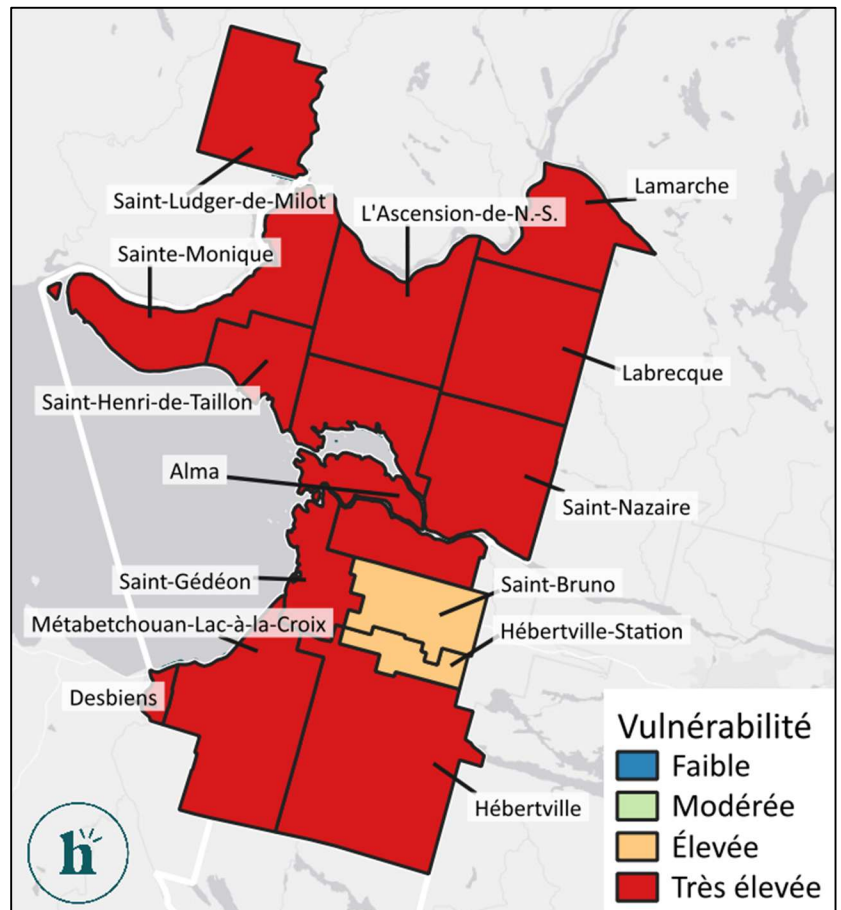 Saint-Ludger-de-Milot
Lamarche
L'Ascension-de-N.-S.
Sainte-Monique
Labrecque
Saint-Henri-de-Taillon
Alma
Saint-Nazaire
Saint-Gédéon
Saint-Bruno
Métabetchouan-Lac-à-la-Croix
Hébertville-Station
Desbiens
Hébertville
Vulnérabilité
Faible
Modérée
Élevée
Très élevée
h